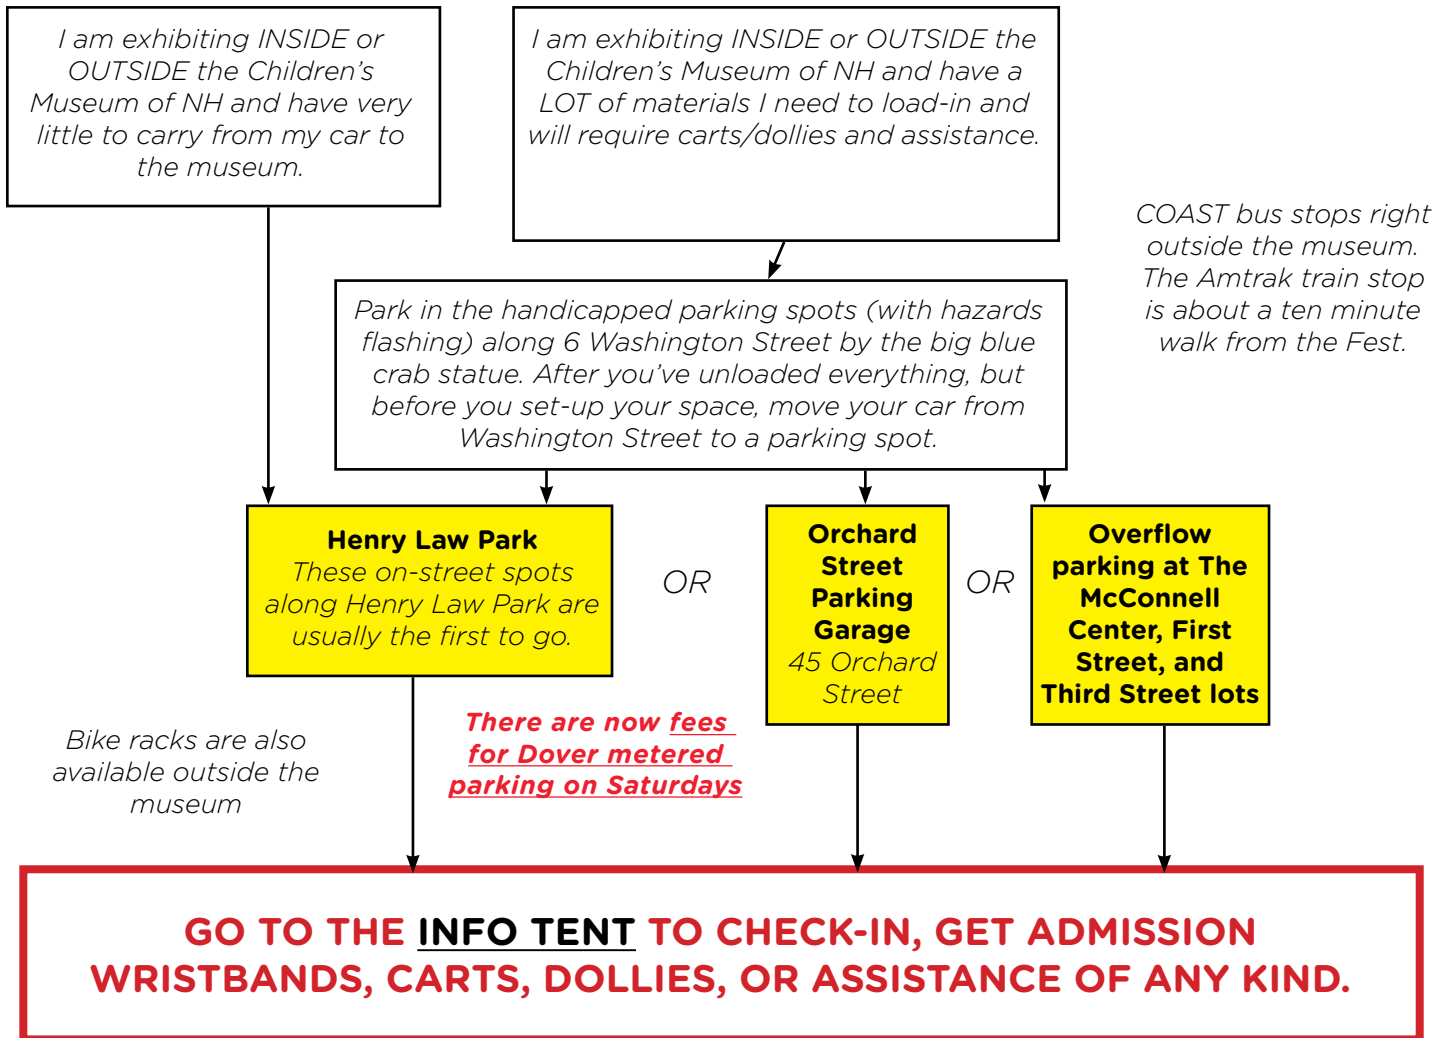 I am exhibiting INSIDE or
OUTSIDE the Children’s
Museum of NH and have very
little to carry from my car to
the museum.
I am exhibiting INSIDE or OUTSIDE the
Children’s Museum of NH and have a
LOT of materials I need to load-in and
will require carts/dollies and assistance.
COAST bus stops right
outside the museum.
The Amtrak train stop
is about a ten minute
walk from the Fest.
Park in the handicapped parking spots (with hazards
flashing) along 6 Washington Street by the big blue
crab statue. After you’ve unloaded everything, but
before you set-up your space, move your car from
Washington Street to a parking spot.
Henry Law Park
These on-street spots
along Henry Law Park are
usually the first to go.
OR
Orchard
Street
Parking
Garage
45 Orchard
Street
OR
Overflow
parking at The
McConnell
Center, First
Street, and
Third Street lots
Bike racks are also
available outside the
museum
There are now fees
for Dover metered
parking on Saturdays
GO TO THE INFO TENT TO CHECK-IN, GET ADMISSION
WRISTBANDS, CARTS, DOLLIES, OR ASSISTANCE OF ANY KIND.